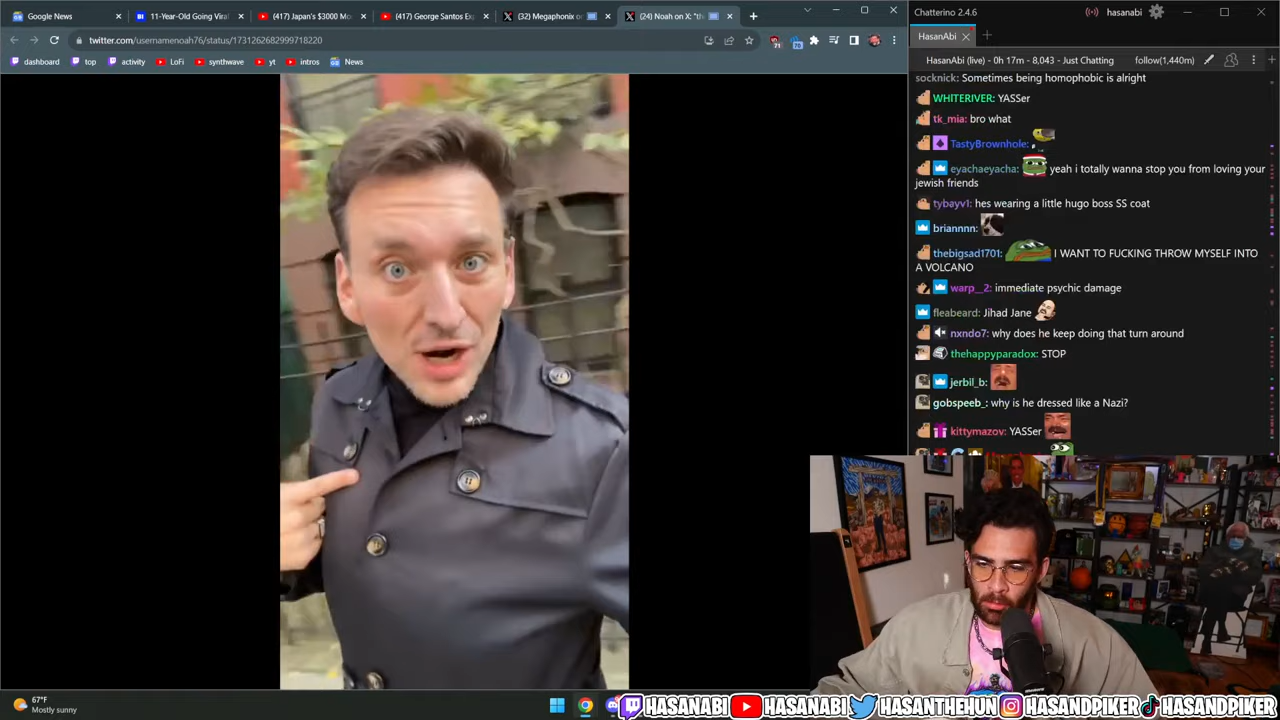 Google News
11-Year-Old Going Viral
(417) Japan's $3000 Mo
(417) George Santos Exp
(32) Megaphonix on
(24) Noah on X: "th
twitter.com/usernamenoah76/status/1731262682999718220
71
dashboard
top
activity
LoFi
synthwave
yt
intros
News
Chatterino 2.4.6
hasanabi
HasanAbi
HasanAbi (live) - 0h 17m - 8,043 - Just Chatting
follow(1,440m)
socknick: Sometimes being homophobic is alright
WHITERIVER: YASSer
tk_mia: bro what
TastyBrownhole:
eyachaeyacha: yeah i totally wanna stop you from loving your
jewish friends
tybayv1: hes wearing a little hugo boss SS coat
briannnn:
thebigsad1701: I WANT TO FUCKING THROW MYSELF INTO
A VOLCANO
warp__2: immediate psychic damage
fleabeard: Jihad Jane
nxndo7: why does he keep doing that turn around
thehappyparadox: STOP
jerbil_b:
gobspeeb_: why is he dressed like a Nazi?
kittymazov: YASSer
67°F
Mostly sunny
HASANABI
HASANABI
HASANTHEHUN
HASANDPIKER
HASANDPIKER